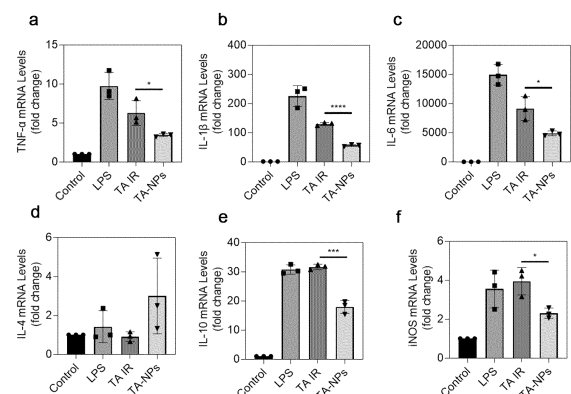 a
TNF-α mRNA Levels
(fold change)
15
10
5
0
*
Control
LPS
TA IR
TA-NPs
b
IL-1β mRNA Levels
(fold change)
400
300
200
100
0
****
Control
LPS
TA IR
TA-NPs
c
IL-6 mRNA Levels
(fold change)
20000
15000
10000
5000
0
*
Control
LPS
TA IR
TA-NPs
d
IL-4 mRNA Levels
(fold change)
6
4
2
0
Control
LPS
TA IR
TA-NPs
e
IL-10 mRNA Levels
(fold change)
40
30
20
10
0
***
Control
LPS
TA IR
TA-NPs
f
iNOS mRNA Levels
(fold change)
6
4
2
0
*
Control
LPS
TA IR
TA-NPs